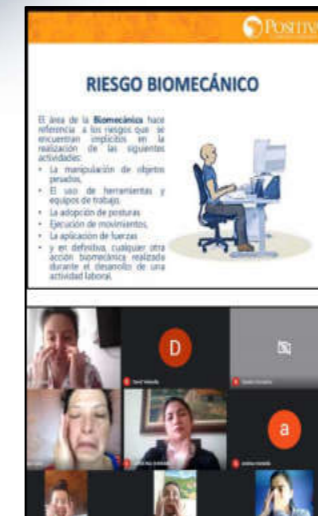 POSITIVA
RIESGO BIOMECÁNICO
El área de la Biomecánica hace
referencia a los riesgos que se
encuentran implícitos en la
realización de las siguientes
actividades:
• La manipulación de objetos
pesados,
• El uso de herramientas y
equipos de trabajo.
• La adopción de posturas
• Ejecución de movimientos,
• La aplicación de fuerzas
• y en definitiva, cualquier otra
acción biomecánica realizada
durante el desarrollo de una
actividad laboral.
D
a